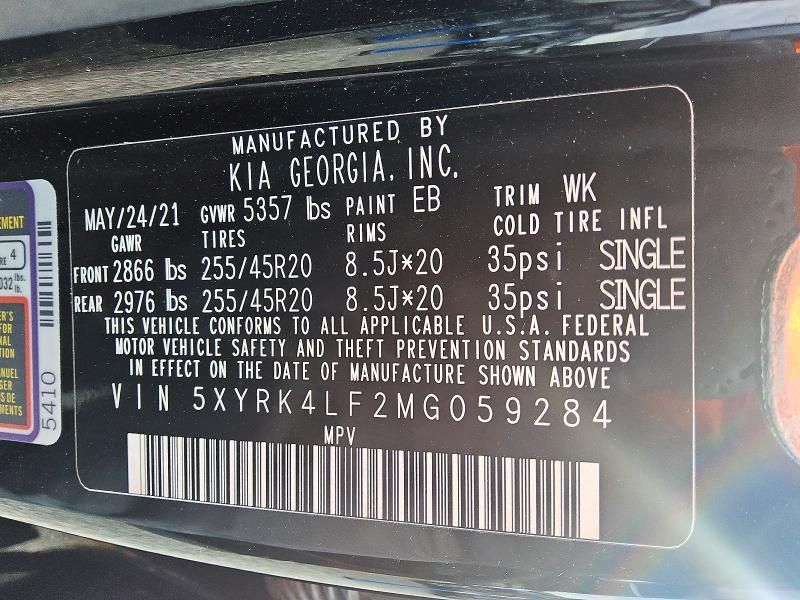 MANUFACTURED BY
KIA GEORGIA, INC.
MAY/24/21 GVWR 5357 lbs PAINT EB TRIM WK
GAWR TIRES RIMS COLD TIRE INFL
FRONT 2866 lbs 255/45R20 8.5J*20 35psi SINGLE
REAR 2976 lbs 255/45R20 8.5J*20 35psi SINGLE
THIS VEHICLE CONFORMS TO ALL APPLICABLE U.S.A. FEDERAL
MOTOR VEHICLE SAFETY AND THEFT PREVENTION STANDARDS
IN EFFECT ON THE DATE OF MANUFACTURE SHOWN ABOVE
VIN 5XYRK4LF2MG059284
MPV
4
lbs.
5410